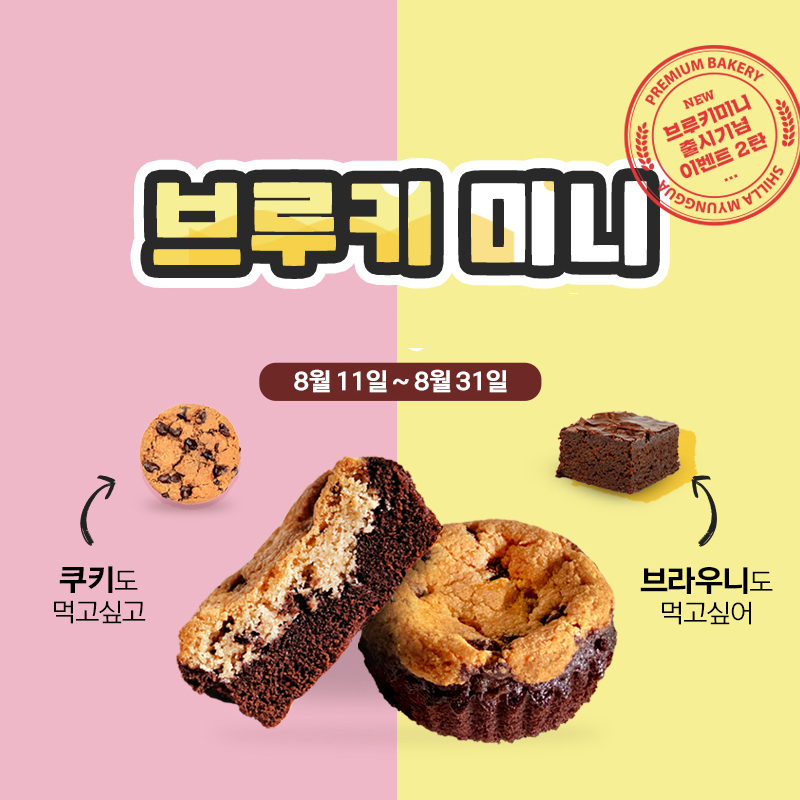 PREMIUM BAKERY
NEW
브루키미니
출시기념
이벤트 2탄
...
SHILLA MYUNGGUA
브루키 미니
8월 11일 ~ 8월 31일
쿠키도
먹고싶고
브라우니도
먹고싶어